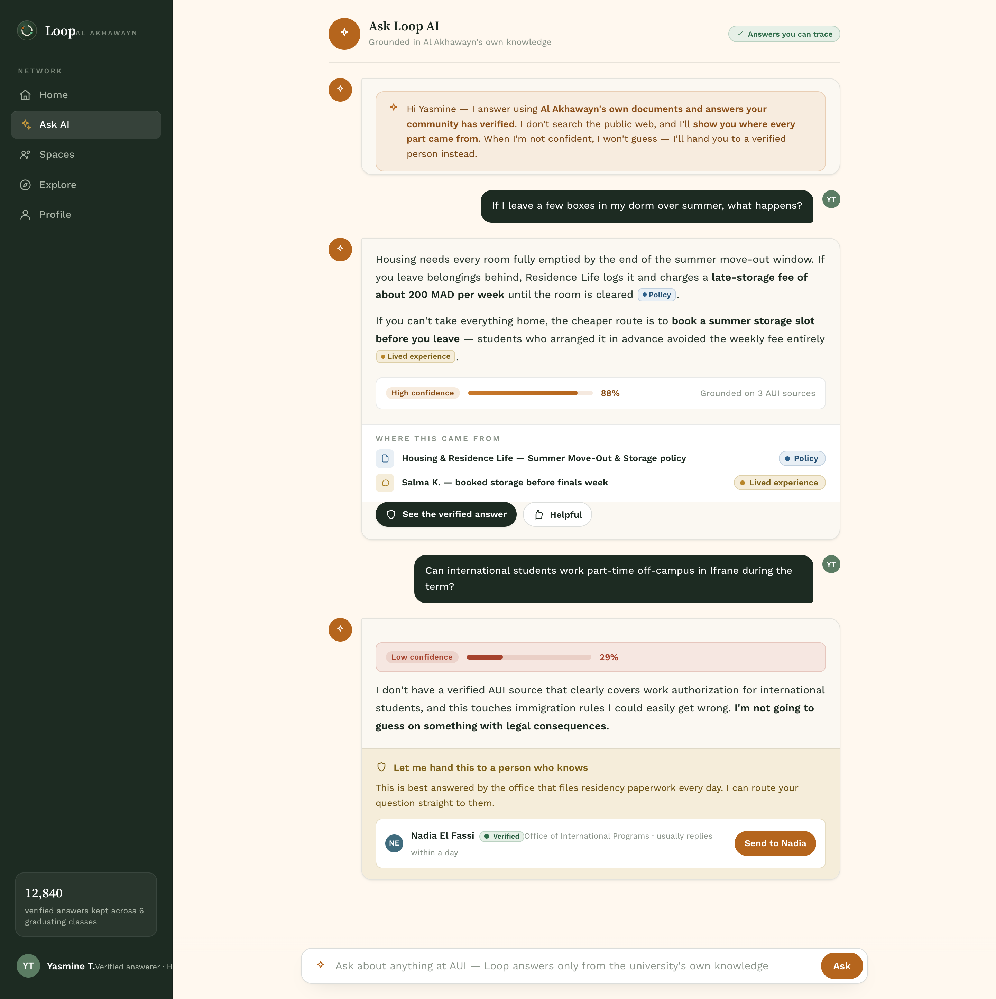 Loop AL AKHAWAYN
NETWORK
Home
Ask AI
Spaces
Explore
Profile
12,840
verified answers kept across 6
graduating classes
YT
Yasmine T. Verified answerer · H
Ask Loop AI
Grounded in Al Akhawayn's own knowledge
Answers you can trace
Hi Yasmine — I answer using Al Akhawayn's own documents and answers your
community has verified. I don't search the public web, and I'll show you where every
part came from. When I'm not confident, I won't guess — I'll hand you to a verified
person instead.
If I leave a few boxes in my dorm over summer, what happens?
YT
Housing needs every room fully emptied by the end of the summer move-out window. If
you leave belongings behind, Residence Life logs it and charges a late-storage fee of
about 200 MAD per week until the room is cleared Policy.
If you can't take everything home, the cheaper route is to book a summer storage slot
before you leave — students who arranged it in advance avoided the weekly fee entirely
Lived experience.
High confidence 88% Grounded on 3 AUI sources
WHERE THIS CAME FROM
Housing & Residence Life — Summer Move-Out & Storage policy Policy
Salma K. — booked storage before finals week Lived experience
See the verified answer Helpful
Can international students work part-time off-campus in Ifrane during the
term?
YT
Low confidence 29%
I don't have a verified AUI source that clearly covers work authorization for international
students, and this touches immigration rules I could easily get wrong. I'm not going to
guess on something with legal consequences.
Let me hand this to a person who knows
This is best answered by the office that files residency paperwork every day. I can route your
question straight to them.
NE
Nadia El Fassi Verified Office of International Programs · usually replies
within a day
Send to Nadia
Ask about anything at AUI — Loop answers only from the university's own knowledge
Ask